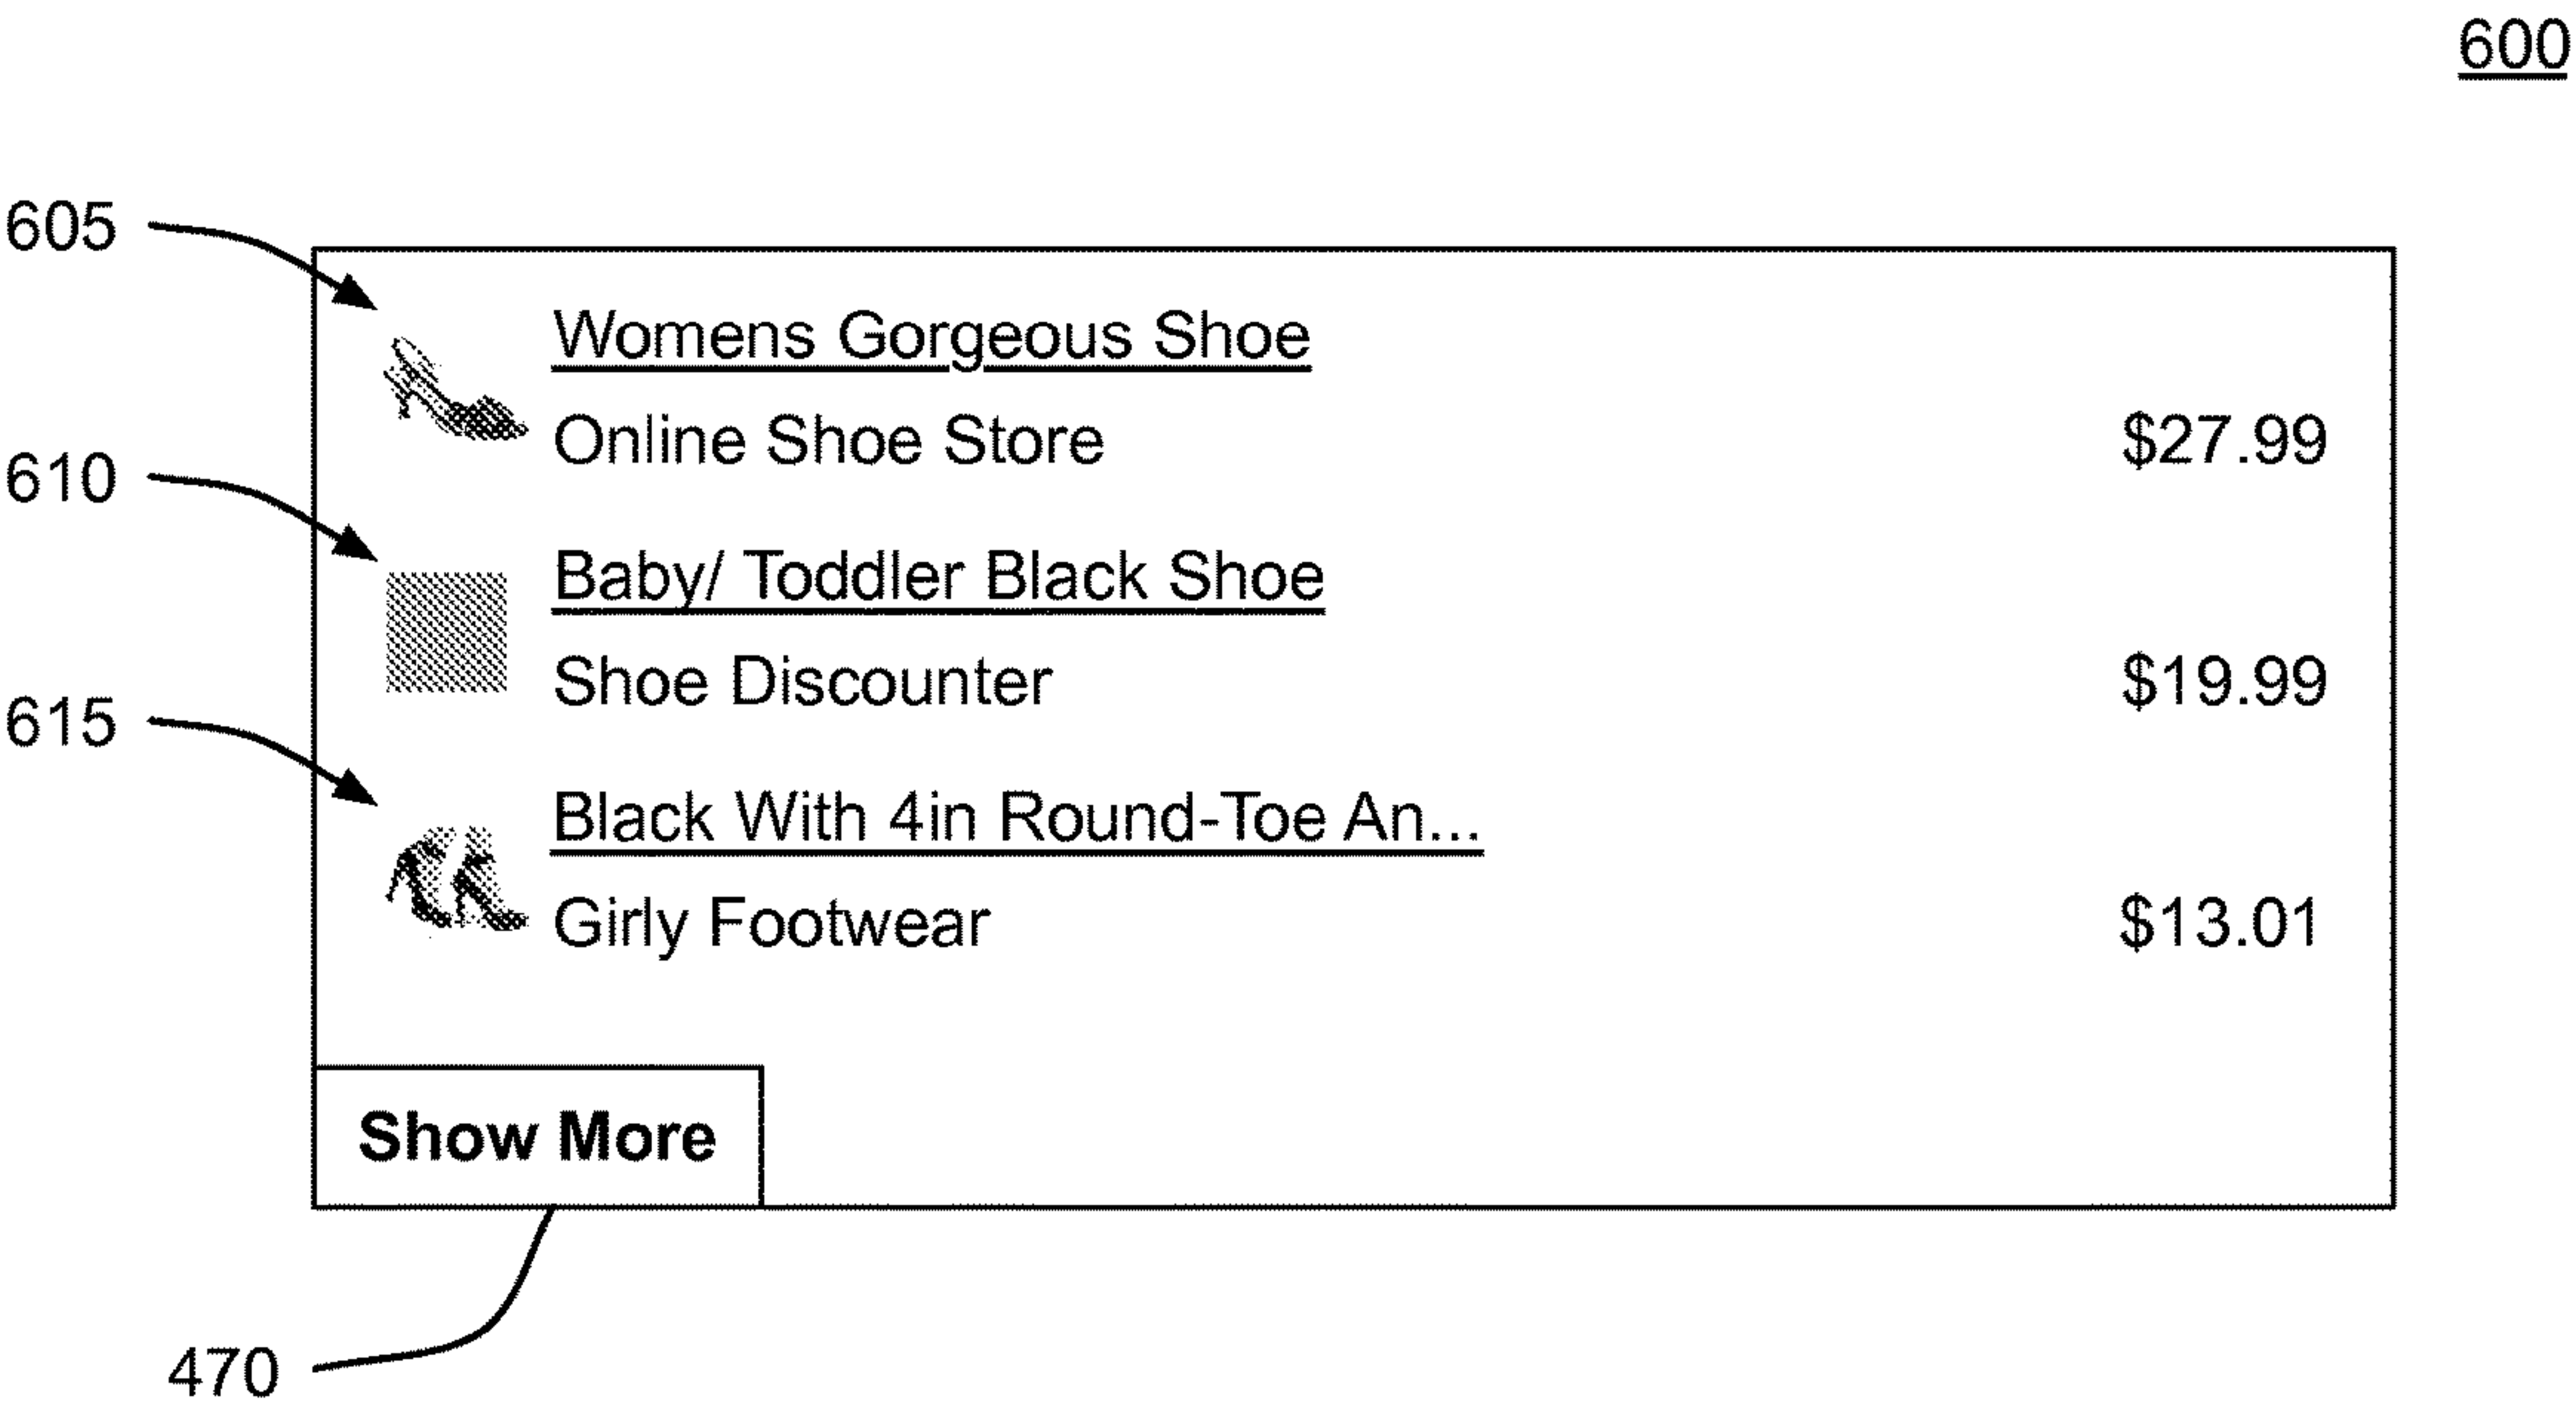 600
605
Womens Gorgeous Shoe
Online Shoe Store $27.99
610
Baby/ Toddler Black Shoe
Shoe Discounter $19.99
615
Black With 4in Round-Toe An...
Girly Footwear $13.01
Show More
470